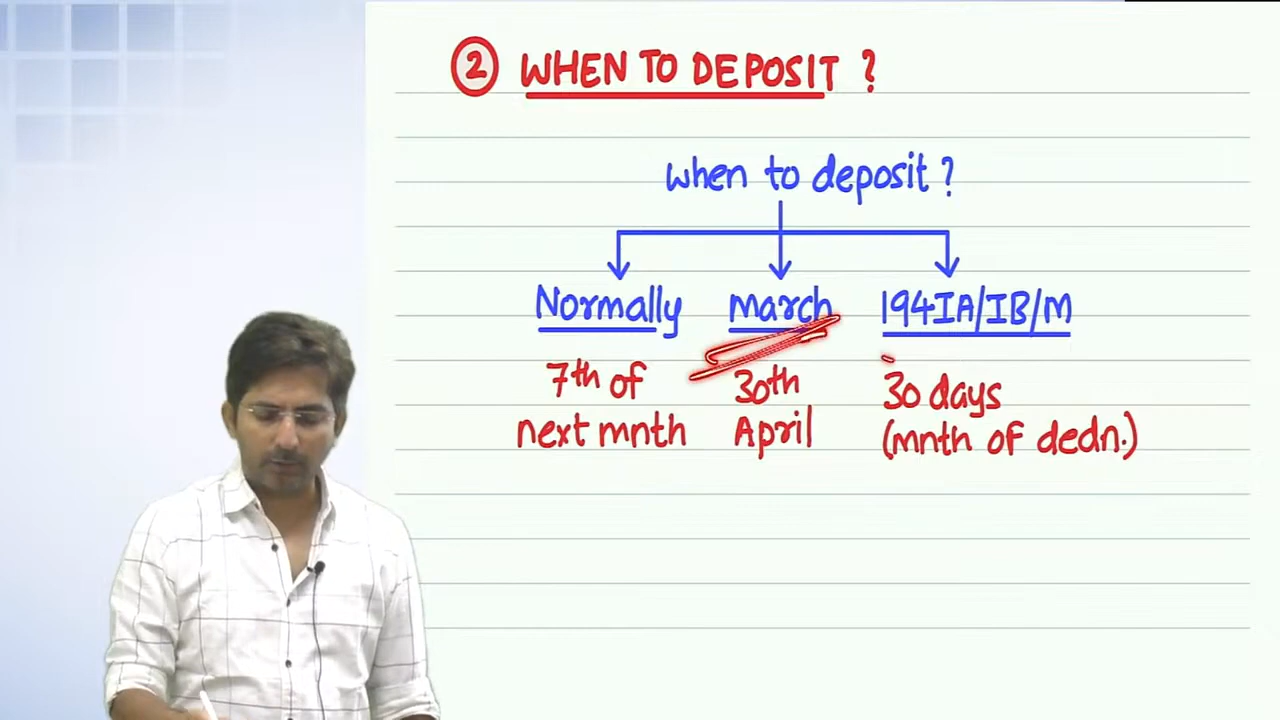 2 WHEN TO DEPOSIT ?
when to deposit ?
Normally March 194IA/IB/M
7th of 30th 30 days
next mnth April (mnth of dedn.)